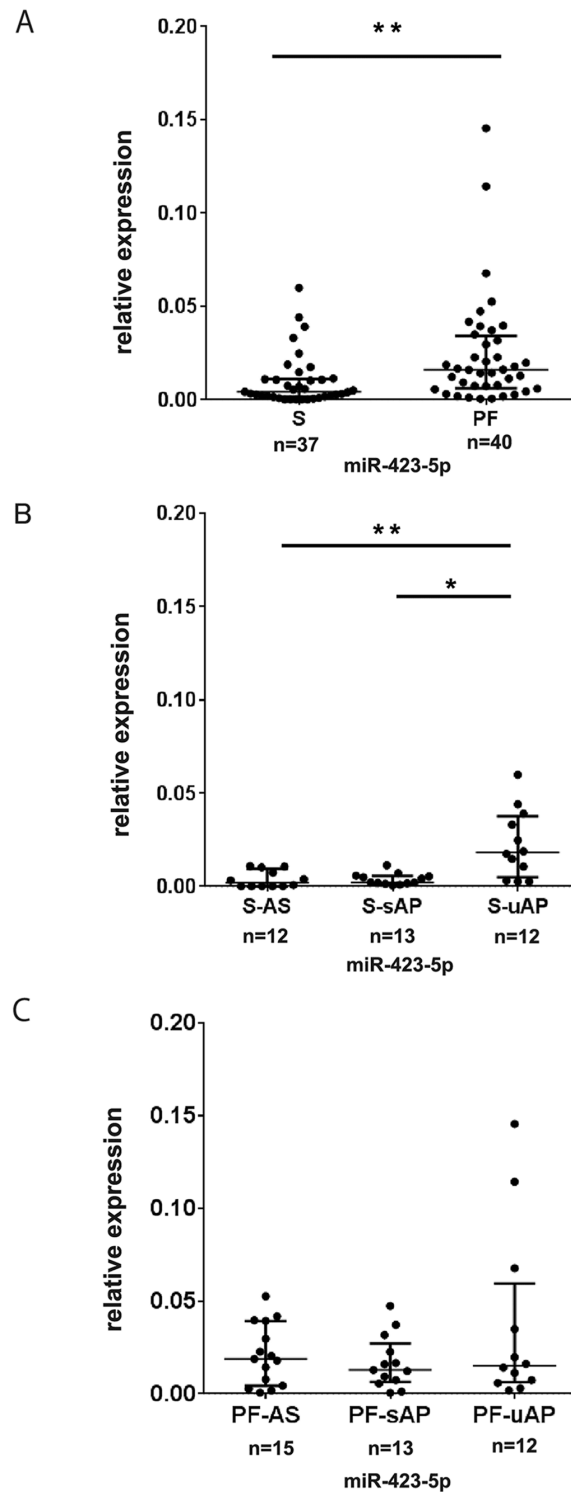 A
**
relative expression
0.20
0.15
0.10
0.05
0.00
S PF
n=37 n=40
miR-423-5p
B
**
*
relative expression
0.20
0.15
0.10
0.05
0.00
S-AS S-sAP S-uAP
n=12 n=13 n=12
miR-423-5p
C
relative expression
0.20
0.15
0.10
0.05
0.00
PF-AS PF-sAP PF-uAP
n=15 n=13 n=12
miR-423-5p